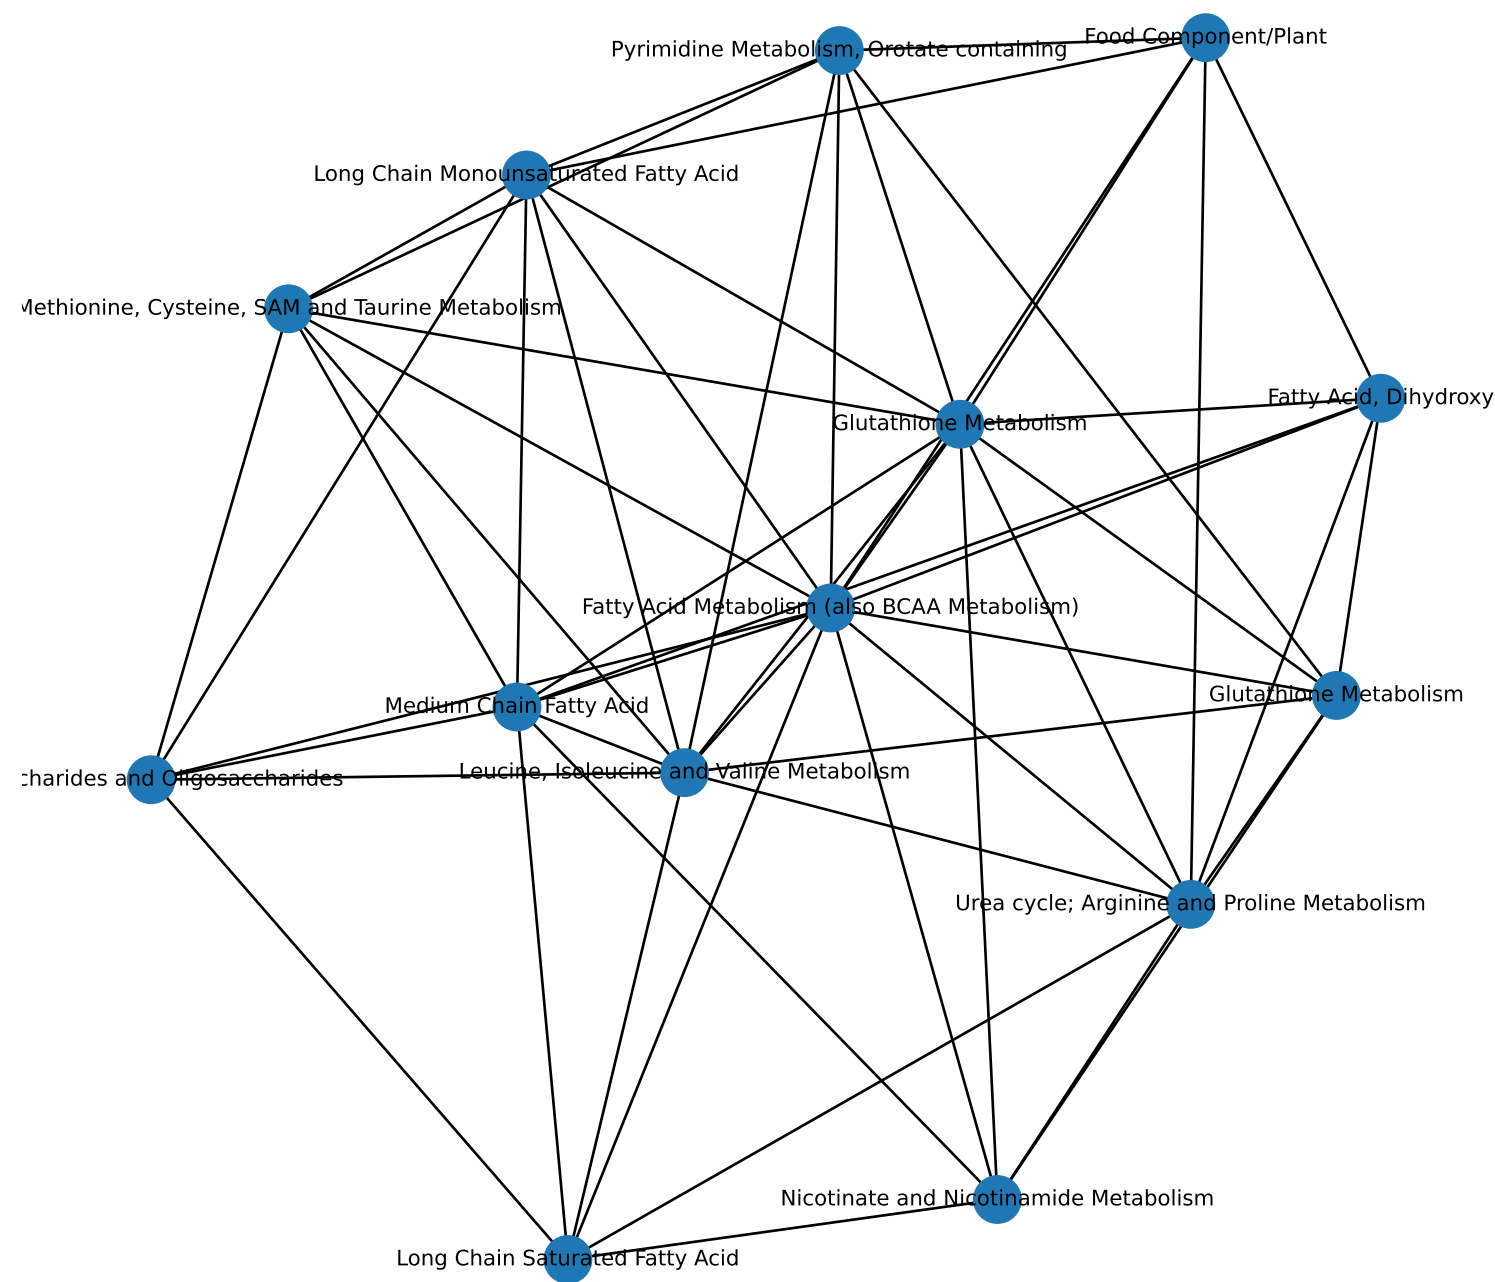 Food Component/Plant
Pyrimidine Metabolism, Orotate containing
Long Chain Monounsaturated Fatty Acid
Methionine, Cysteine, SAM and Taurine Metabolism
Fatty Acid, Dihydroxy
Glutathione Metabolism
Fatty Acid Metabolism (also BCAA Metabolism)
Glutathione Metabolism
Medium Chain Fatty Acid
Leucine, Isoleucine and Valine Metabolism
charides and Oligosaccharides
Urea cycle; Arginine and Proline Metabolism
Nicotinate and Nicotinamide Metabolism
Long Chain Saturated Fatty Acid